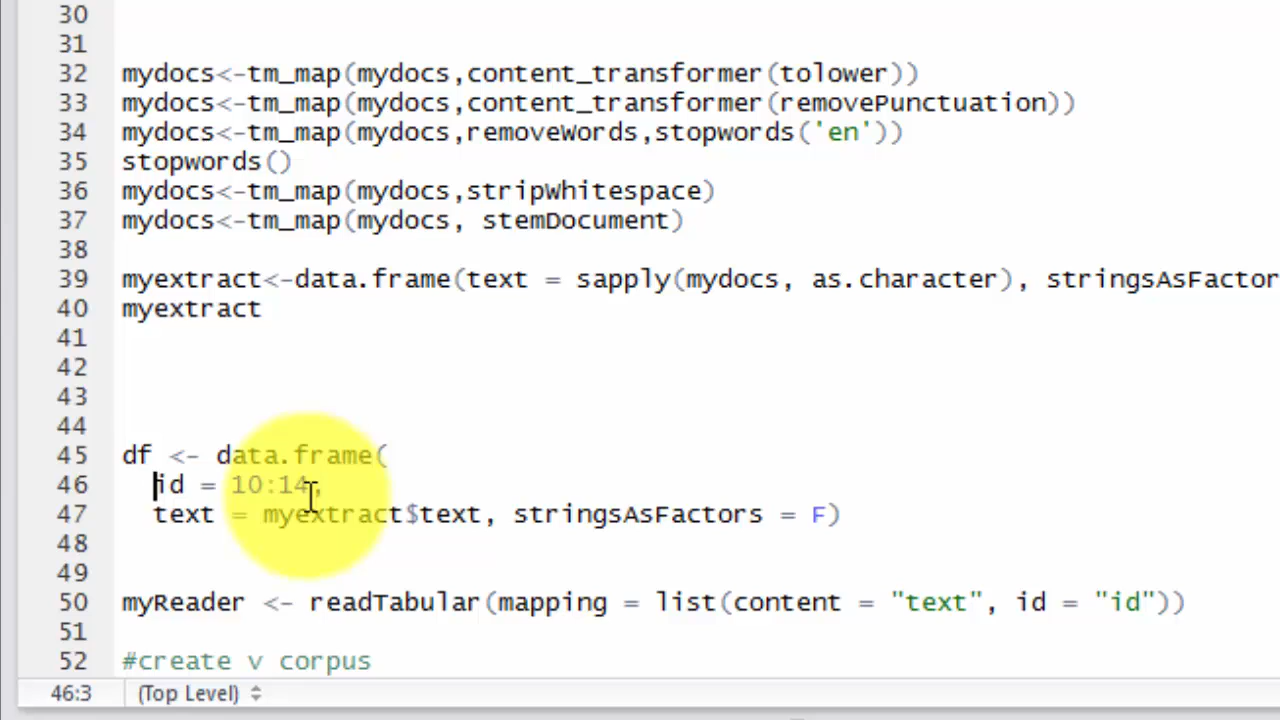 30
31
32 mydocs<-tm_map(mydocs,content_transformer(tolower))
33 mydocs<-tm_map(mydocs,content_transformer(removePunctuation))
34 mydocs<-tm_map(mydocs,removeWords,stopwords('en'))
35 stopwords()
36 mydocs<-tm_map(mydocs,stripWhitespace)
37 mydocs<-tm_map(mydocs, stemDocument)
38
39 myextract<-data.frame(text = sapply(mydocs, as.character), stringsAsFactor
40 myextract
41
42
43
44
45 df <- data.frame(
46 id = 10:14,
47 text = myextract$text, stringsAsFactors = F)
48
49
50 myReader <- readTabular(mapping = list(content = "text", id = "id"))
51
52 #create v corpus
46:3 (Top Level)